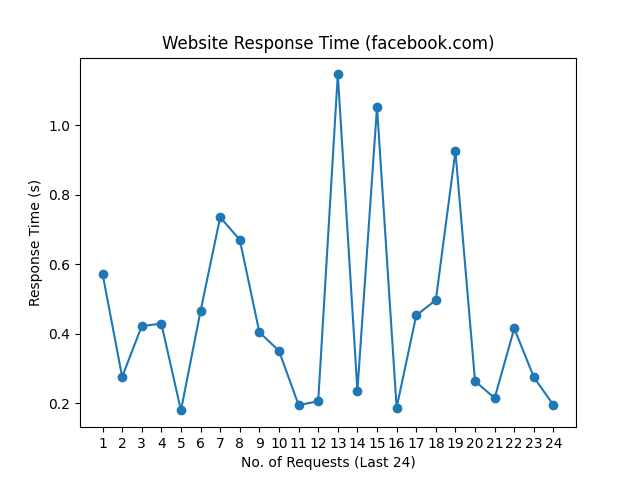 Website Response Time (facebook.com)
Response Time (s)
1.0
0.8
0.6
0.4
0.2
1 2 3 4 5 6 7 8 9 10 11 12 13 14 15 16 17 18 19 20 21 22 23 24
No. of Requests (Last 24)